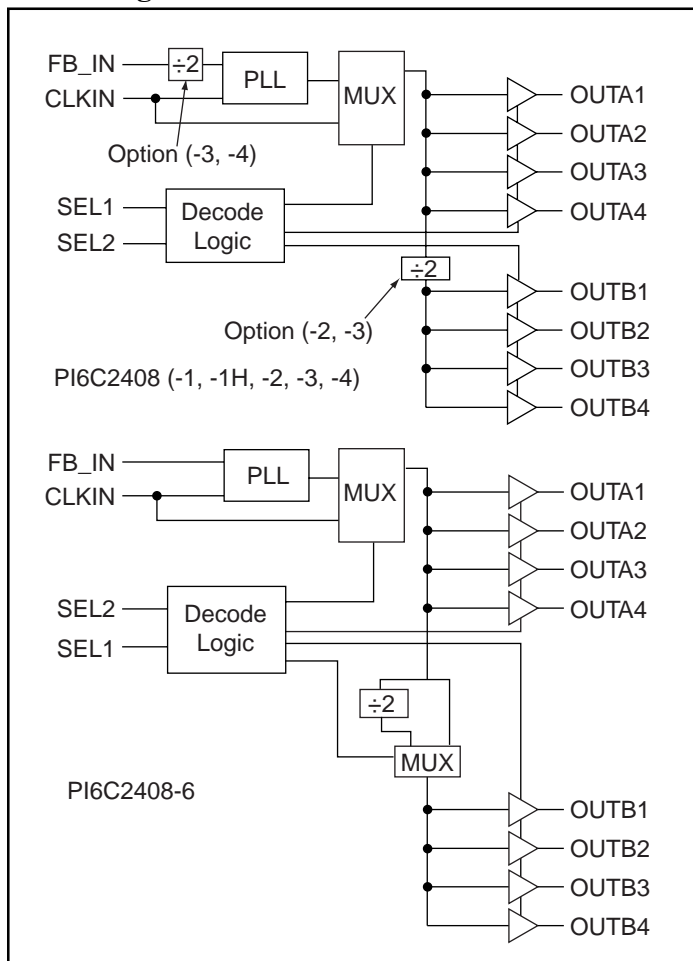 FB_IN
÷2
PLL
MUX
CLKIN
Option (-3, -4)
OUTA1
OUTA2
OUTA3
OUTA4
SEL1
SEL2
Decode
Logic
÷2
Option (-2, -3)
OUTB1
OUTB2
OUTB3
OUTB4
PI6C2408 (-1, -1H, -2, -3, -4)
FB_IN
CLKIN
PLL
MUX
OUTA1
OUTA2
OUTA3
OUTA4
SEL2
SEL1
Decode
Logic
÷2
MUX
PI6C2408-6
OUTB1
OUTB2
OUTB3
OUTB4